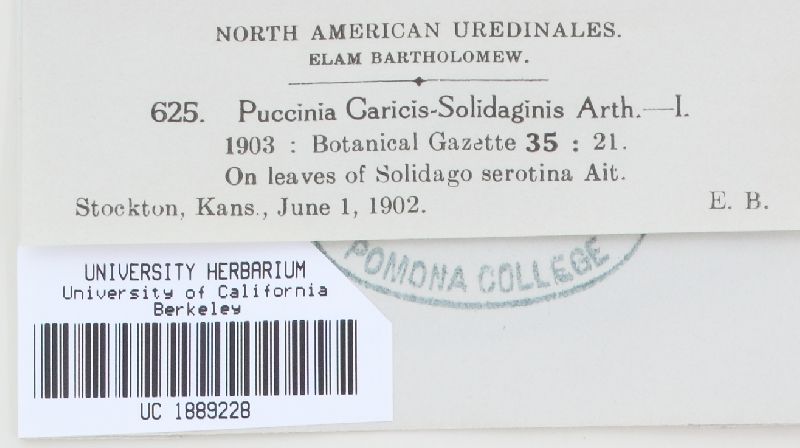 NORTH AMERICAN UREDINALES.
ELAM BARTHOLOMEW.
625. Puccinia Caricis-Solidaginis Arth.—I.
1903 : Botanical Gazette 35 : 21.
On leaves of Solidago serotina Ait.
Stockton, Kans., June 1, 1902. E. B.
POMONA COLLEGE
UNIVERSITY HERBARIUM
University of California
Berkeley
UC 1889228